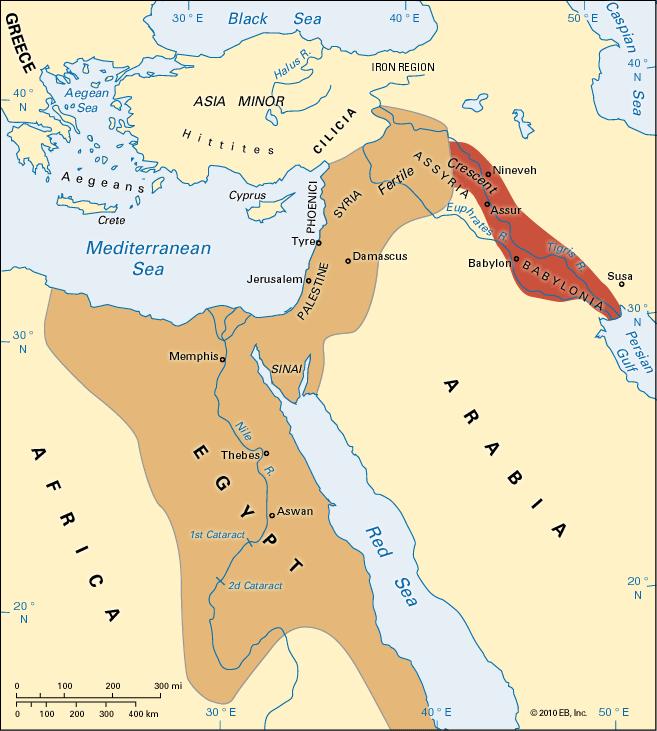 30° E
Black Sea
40° E
50° E
Caspian Sea
40° N
GREECE
Halus R.
IRON REGION
Aegean
Sea
40° N
ASIA MINOR
Hittites
CILICIA
Aegeans
Crete
Cyprus
PHOENICI
SYRIA
Fertile Crescent
ASSYRIA
Nineveh
Assur
Euphrates R.
Tigris R.
Mediterranean
Sea
Tyre
Damascus
Babylon
BABYLONIA
Susa
Jerusalem
PALESTINE
30° N
Persian
Gulf
30° N
Memphis
SINAI
ARABIA
Nile R.
Thebes
EGYPT
AFRICA
Aswan
1st Cataract
Red Sea
2d Cataract
20° N
20° N
0 100 200 300 mi
0 100 200 300 400 km
30° E
40° E
© 2010 EB, Inc.
50° E